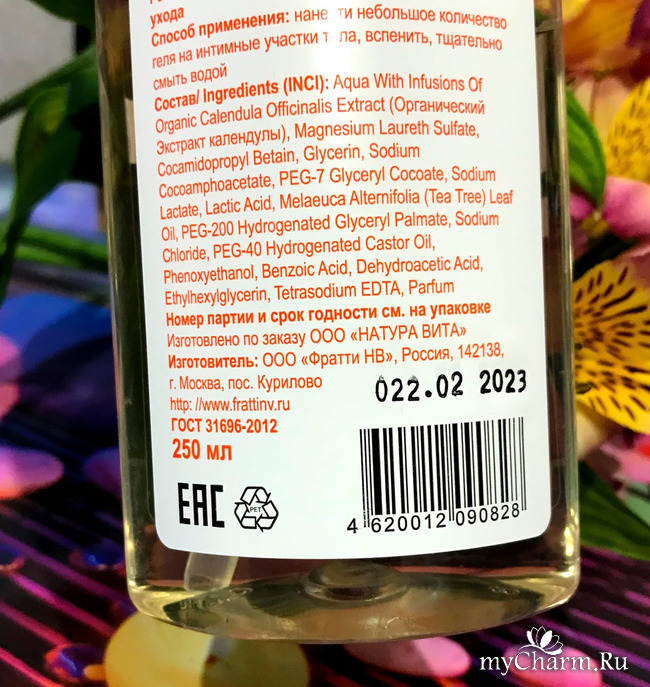 ухода
Способ применения: нанести небольшое количество
геля на интимные участки тела, вспенить, тщательно
смыть водой
Состав/ Ingredients (INCI): Aqua With Infusions Of
Organic Calendula Officinalis Extract (Органический
Экстракт календулы), Magnesium Laureth Sulfate,
Cocamidopropyl Betain, Glycerin, Sodium
Cocoamphoacetate, PEG-7 Glyceryl Cocoate, Sodium
Lactate, Lactic Acid, Melaeuca Alternifolia (Tea Tree) Leaf
Oil, PEG-200 Hydrogenated Glyceryl Palmate, Sodium
Chloride, PEG-40 Hydrogenated Castor Oil,
Phenoxyethanol, Benzoic Acid, Dehydroacetic Acid,
Ethylhexylglycerin, Tetrasodium EDTA, Parfum
Номер партии и срок годности см. на упаковке
Изготовлено по заказу ООО «НАТУРА ВИТА»
Изготовитель: ООО «Фратти НВ», Россия, 142138,
г. Москва, пос. Курилово
http: //www.frattinv.ru
022.02 2023
ГОСТ 31696-2012
250 мл
EAC
PET
4 620012 090828
myCharm.Ru